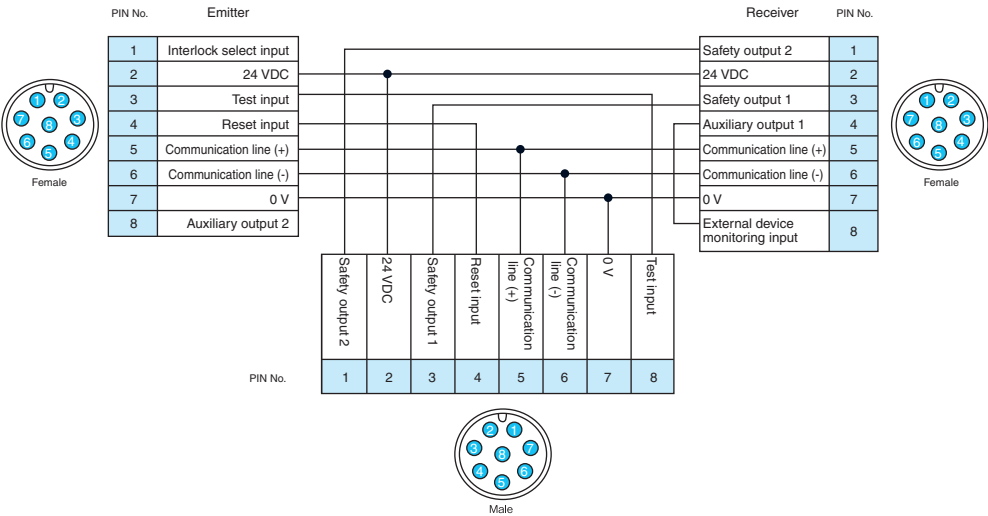 PIN No. Emitter
1 Interlock select input
2 24 VDC
3 Test input
4 Reset input
5 Communication line (+)
6 Communication line (-)
7 0 V
8 Auxiliary output 2
1 2
7 8 3
6 4
5
Female
Receiver PIN No.
Safety output 2 1
24 VDC 2
Safety output 1 3
Auxiliary output 1 4
Communication line (+) 5
Communication line (-) 6
0 V 7
External device
monitoring input 8
1 2
7 8 3
6 4
5
Female
Safety output 2
24 VDC
Safety output 1
Reset input
Communication
line (+)
Communication
line (-)
0 V
Test input
PIN No. 1 2 3 4 5 6 7 8
2 1
3 8 7
4 6
5
Male